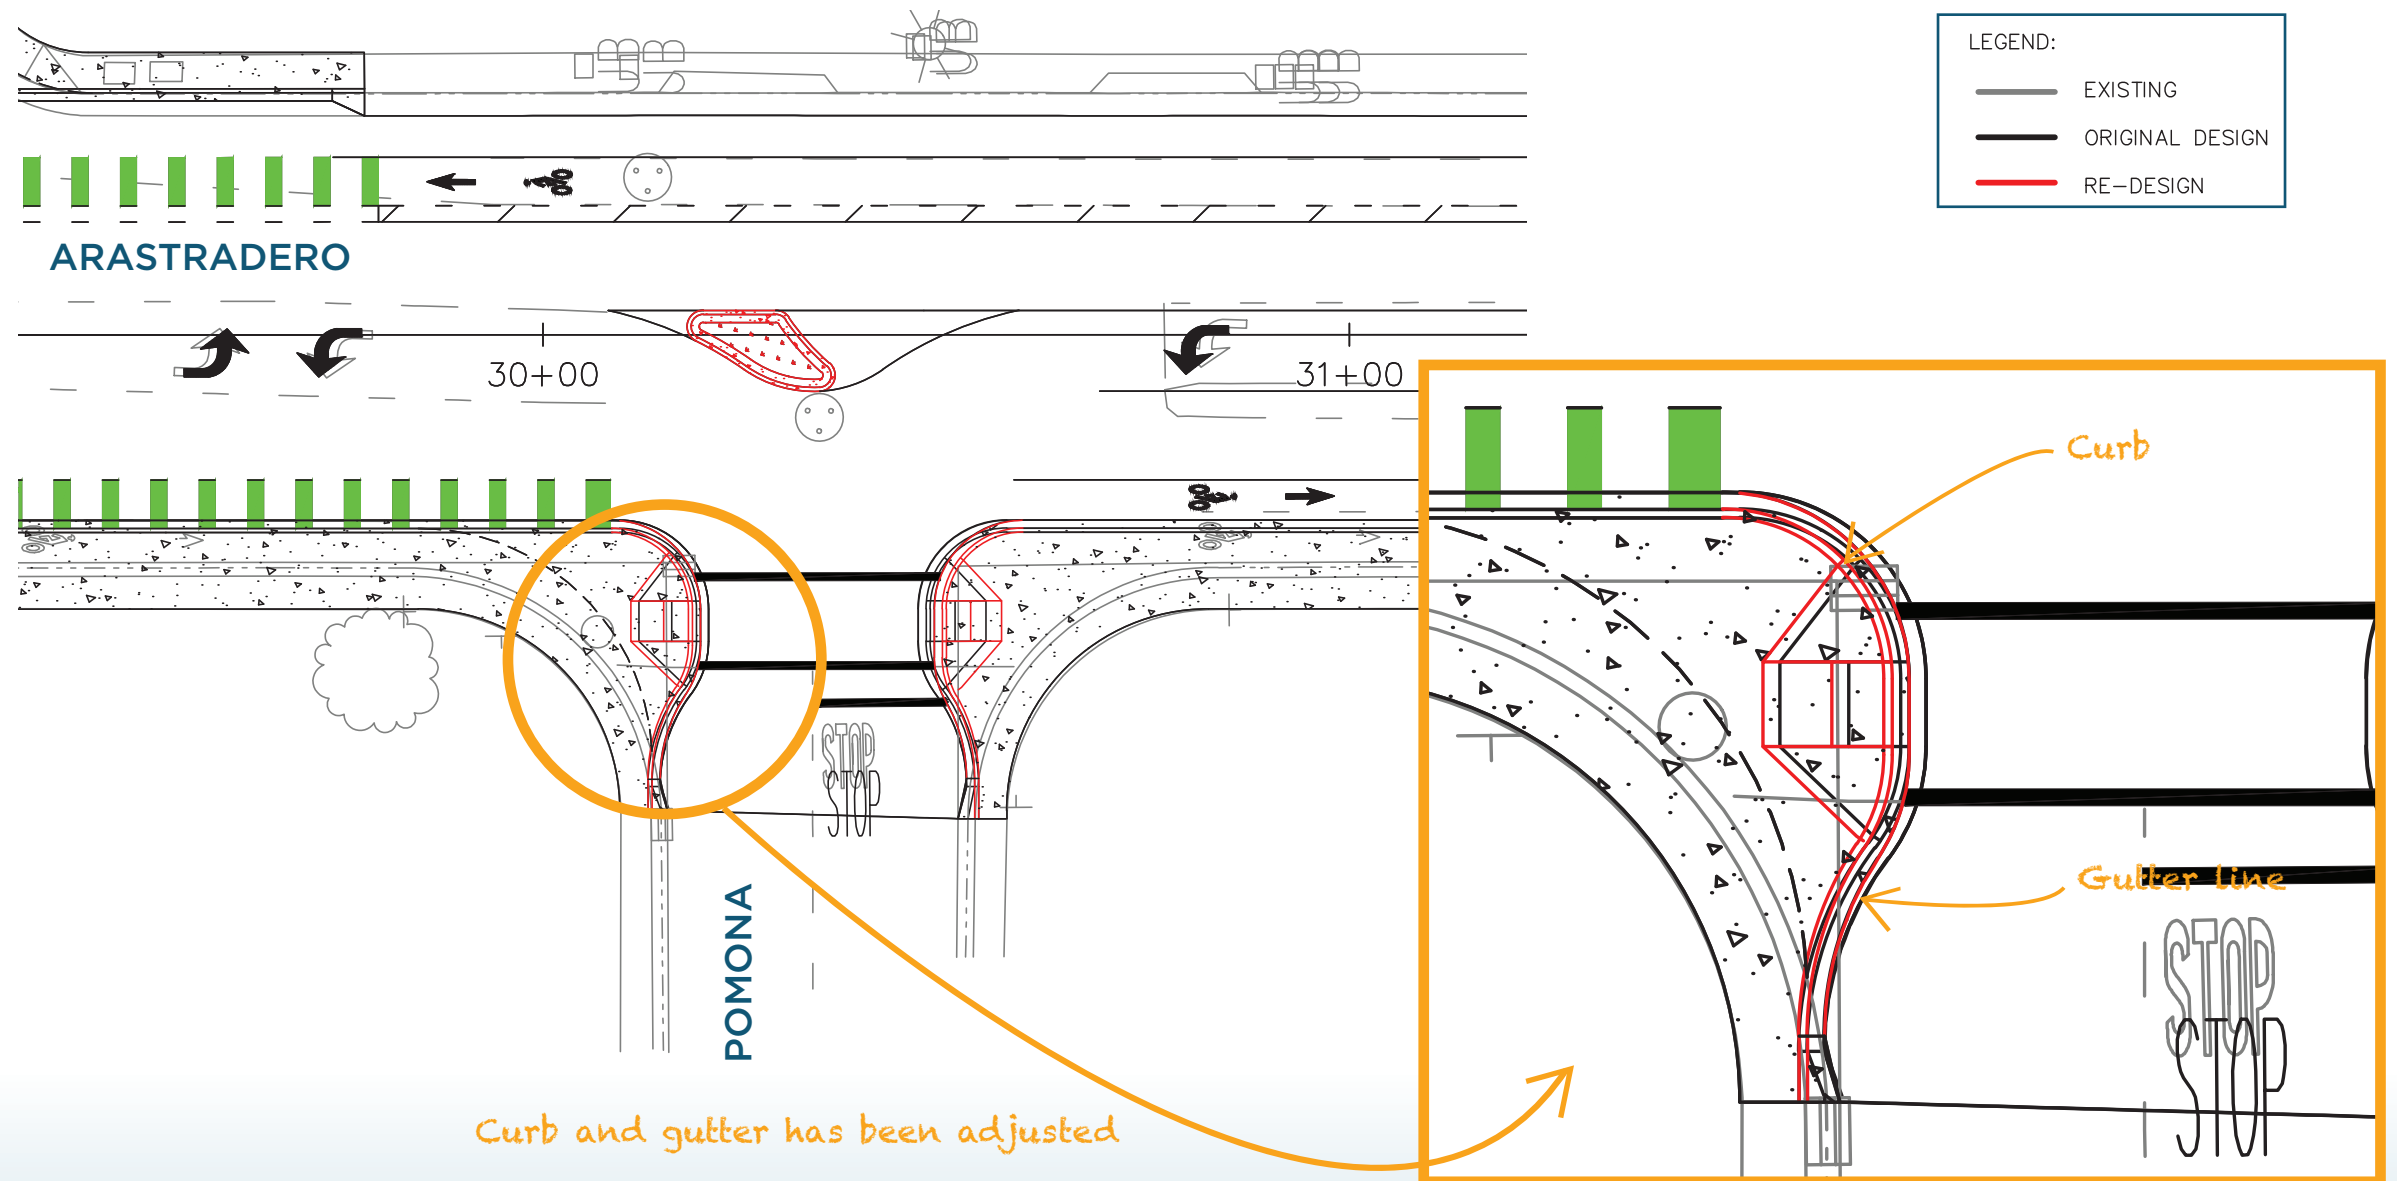 LEGEND:
EXISTING
ORIGINAL DESIGN
RE-DESIGN
ARASTRADERO
30+00
31+00
Curb
Gutter line
STOP
STOP
STOP
STOP
POMONA
Curb and gutter has been adjusted